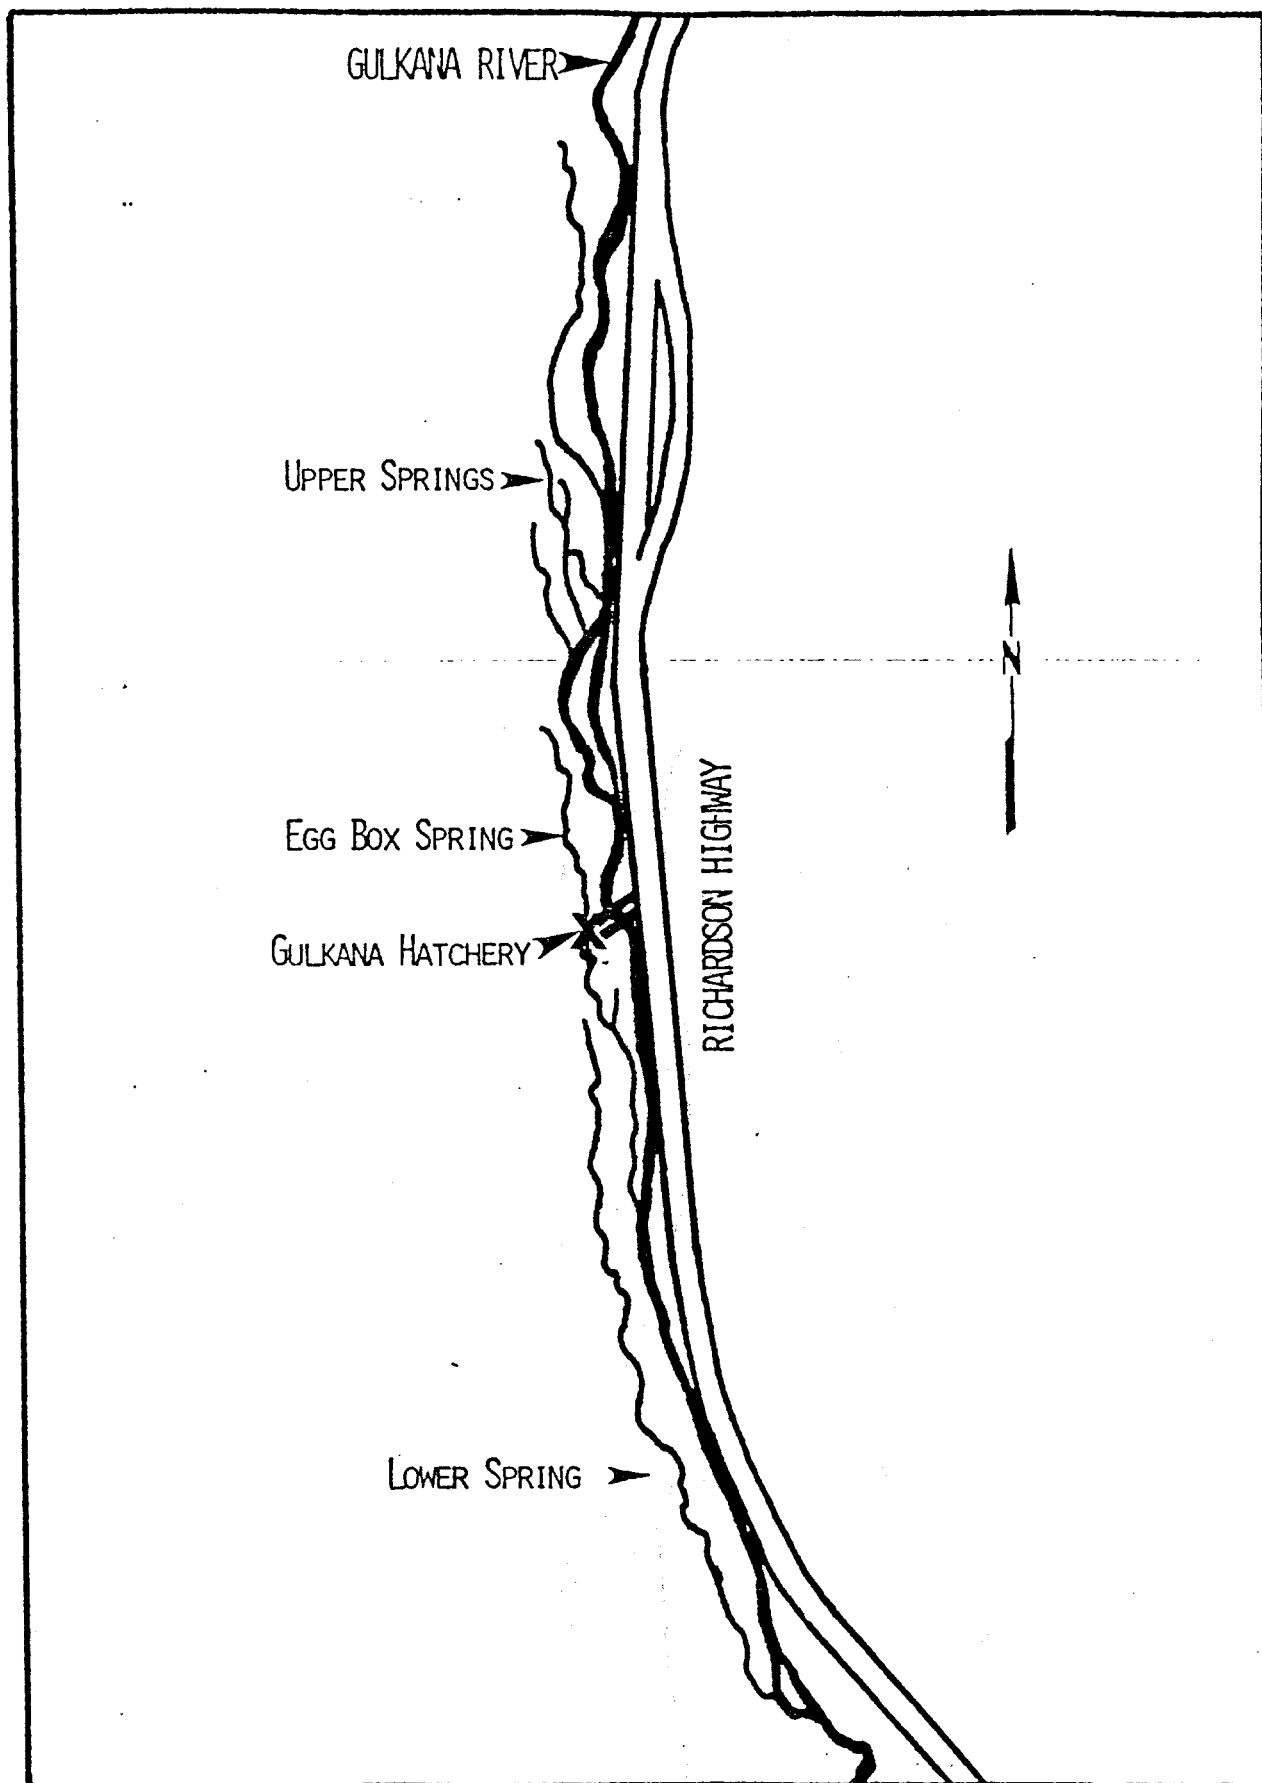 GULKANA RIVER
UPPER SPRINGS
N
EGG BOX SPRING
RICHARDSON HIGHWAY
GULKANA HATCHERY
LOWER SPRING